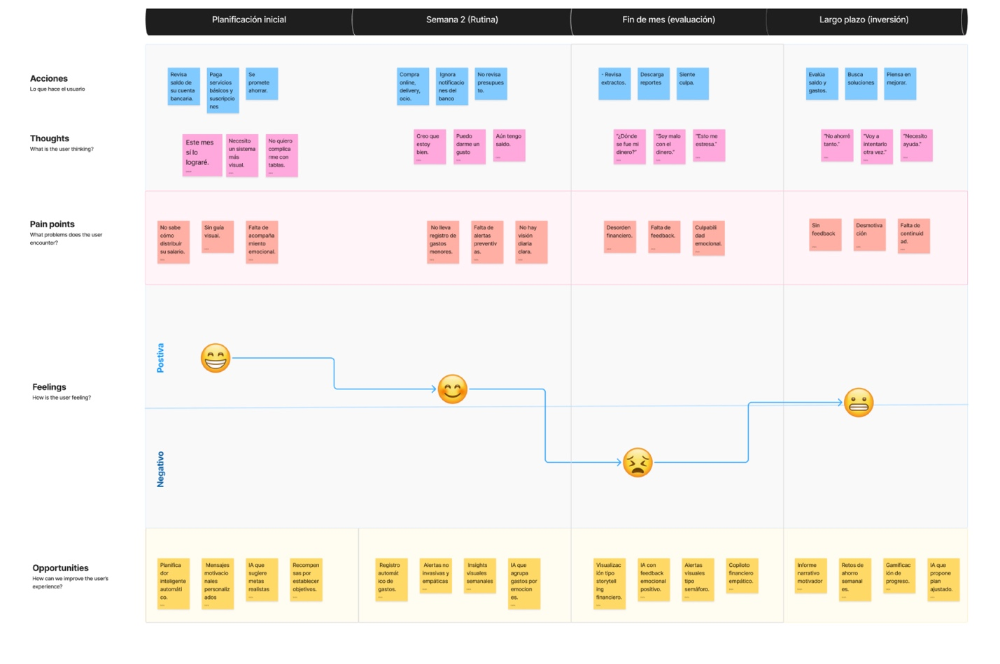 Planificación inicial
Semana 2 (Rutina)
Fin de mes (evaluación)
Largo plazo (inversión)
Acciones
Lo que hace el usuario
Revisa
saldo de
su cuenta
bancaria.
Paga
servicios
básicos y
suscripcio
nes
Se
promete
ahorrar.
Compra
online,
delivery,
ocio.
Ignora
notificacio
nes del
banco
No revisa
presupues
to.
- Revisa
extractos.
Descarga
reportes
Siente
culpa.
Evalúa
saldo y
gastos.
Busca
soluciones
Piensa en
mejorar.
Thoughts
What is the user thinking?
Este mes
sí lo
lograré.
Necesito
un sistema
más
visual.
No quiero
complica
rme con
tablas.
Creo que
estoy
bien.
Puedo
darme un
gusto
Aún tengo
saldo.
"¿Dónde
se fue mi
dinero?"
"Soy malo
con el
dinero."
"Esto me
estresa."
"No ahorré
tanto."
"Voy a
intentarlo
otra vez."
"Necesito
ayuda."
Pain points
What problems does the user
encounter?
No sabe
cómo
distribuir
su salario.
Sin guía
visual.
Falta de
acompaña
miento
emocional.
No lleva
registro de
gastos
menores.
Falta de
alertas
preventiv
as.
No hay
visión
diaria
clara.
Desorden
financiero.
Falta de
feedback.
Culpabili
dad
emocional.
Sin
feedback
Desmotiva
ción
Falta de
continuid
ad.
Feelings
How is the user feeling?
Postiva
Negativo
Opportunities
How can we improve the user's
experience?
Planifica
dor
inteligente
automáti
co.
Mensajes
motivacio
nales
personaliz
ados
IA que
sugiere
metas
realistas
Recompen
sas por
establecer
objetivos.
Registro
automát
ico de
gastos.
Alertas no
invasivas y
empáticas
Insights
visuales
semanales
IA que
agrupa
gastos por
emocion
es.
Visualizac
ión tipo
storytell
ing
financiero.
IA con
feedback
emocional
positivo.
Alertas
visuales
tipo
semáforo.
Copiloto
financiero
empático.
Informe
narrativo
motivador
Retos de
ahorro
semanal
es.
Gamificac
ión de
progreso.
IA que
propone
plan
ajustado.